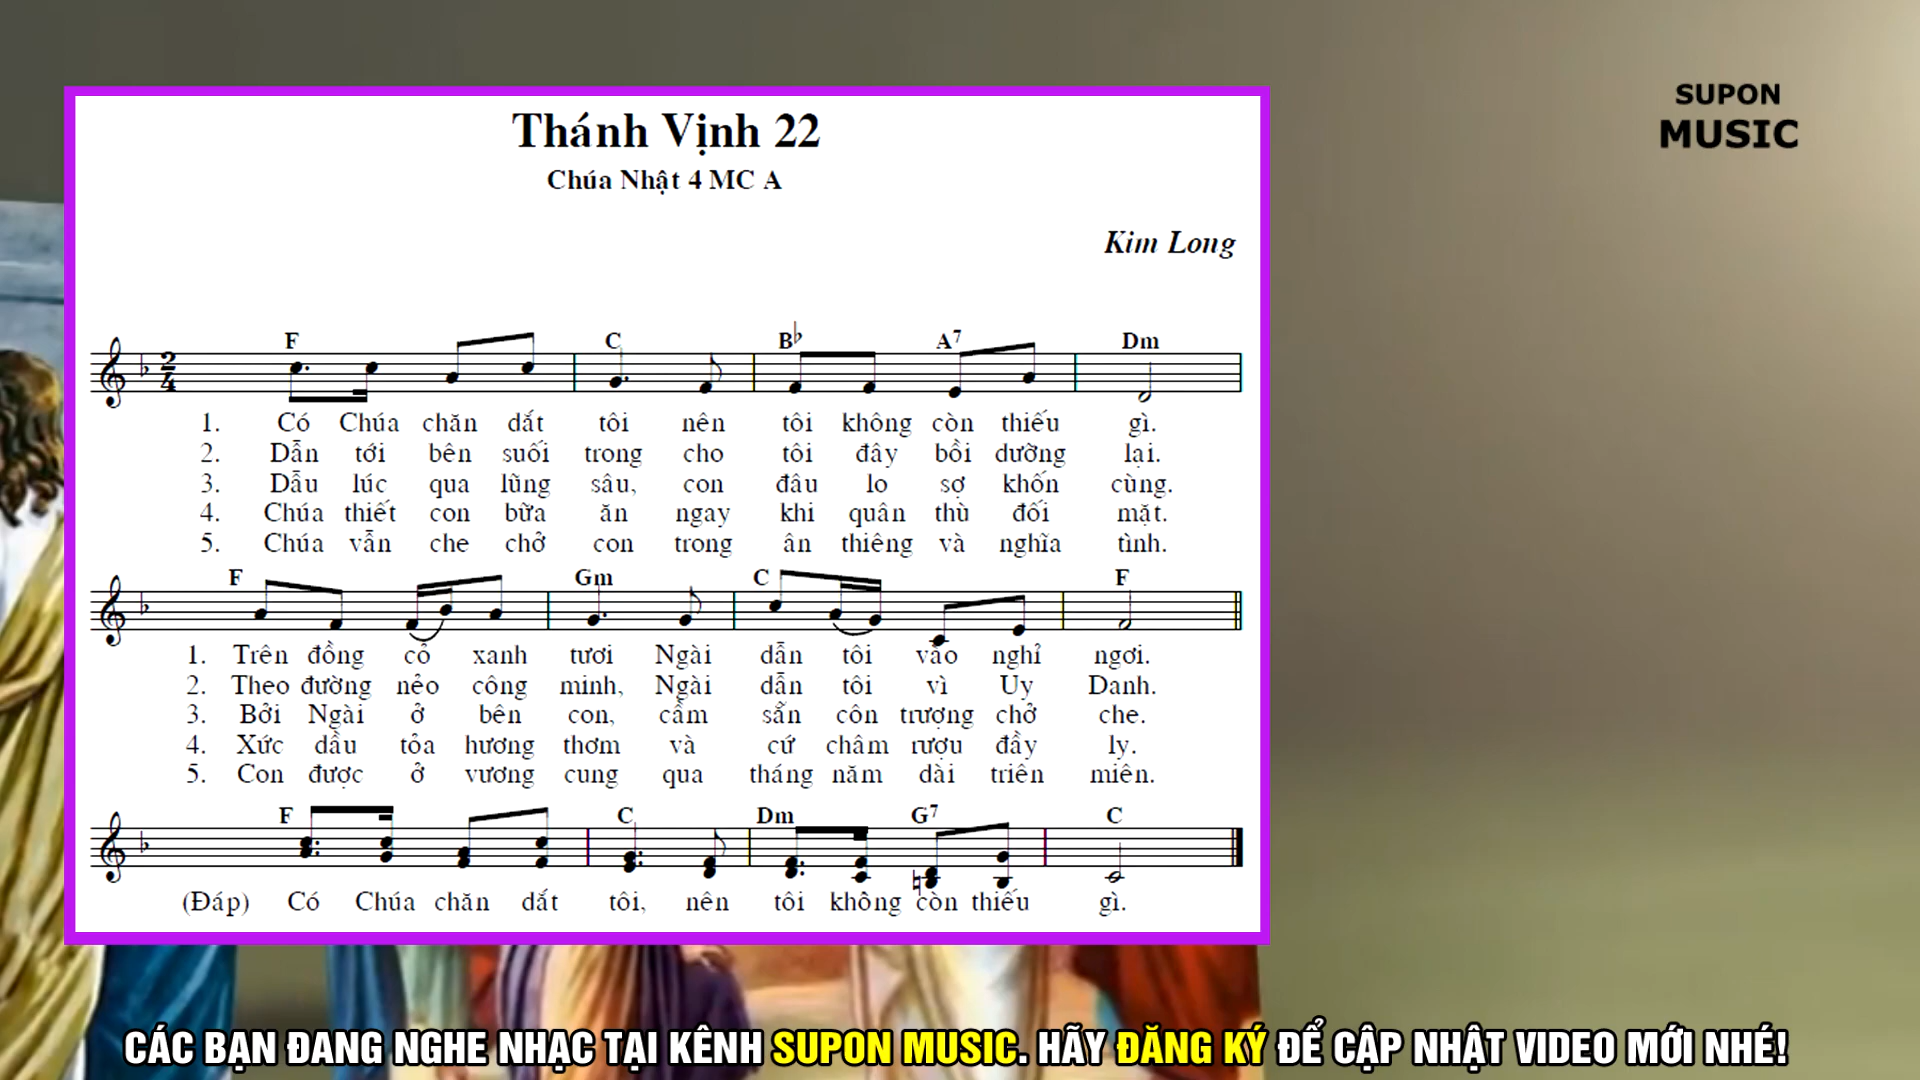 SUPON
MUSIC
Thánh Vịnh 22
Chúa Nhật 4 MC A
Kim Long
F C B♭ A7 Dm
1. Có Chúa chăn dắt tôi nên tôi không còn thiếu gì.
2. Dẫn tới bên suối trong cho tôi đây bồi dưỡng lại.
3. Dẫu lúc qua lũng sâu, con đâu lo sợ khốn cùng.
4. Chúa thiết con bữa ăn ngay khi quân thù đối mặt.
5. Chúa vẫn che chở con trong ân thiêng và nghĩa tình.
F Gm C F
1. Trên đồng cỏ xanh tươi Ngài dẫn tôi vào nghỉ ngơi.
2. Theo đường nẻo công minh, Ngài dẫn tôi vì Uy Danh.
3. Bởi Ngài ở bên con, cầm sẵn côn trượng chở che.
4. Xức dầu tỏa hương thơm và cứ châm rượu đầy ly.
5. Con được ở vương cung qua tháng năm dài triên miên.
F C Dm G7 C
(Đáp) Có Chúa chăn dắt tôi, nên tôi không còn thiếu gì.
CÁC BẠN ĐANG NGHE NHẠC TẠI KÊNH SUPON MUSIC. HÃY ĐĂNG KÝ ĐỂ CẬP NHẬT VIDEO MỚI NHÉ!